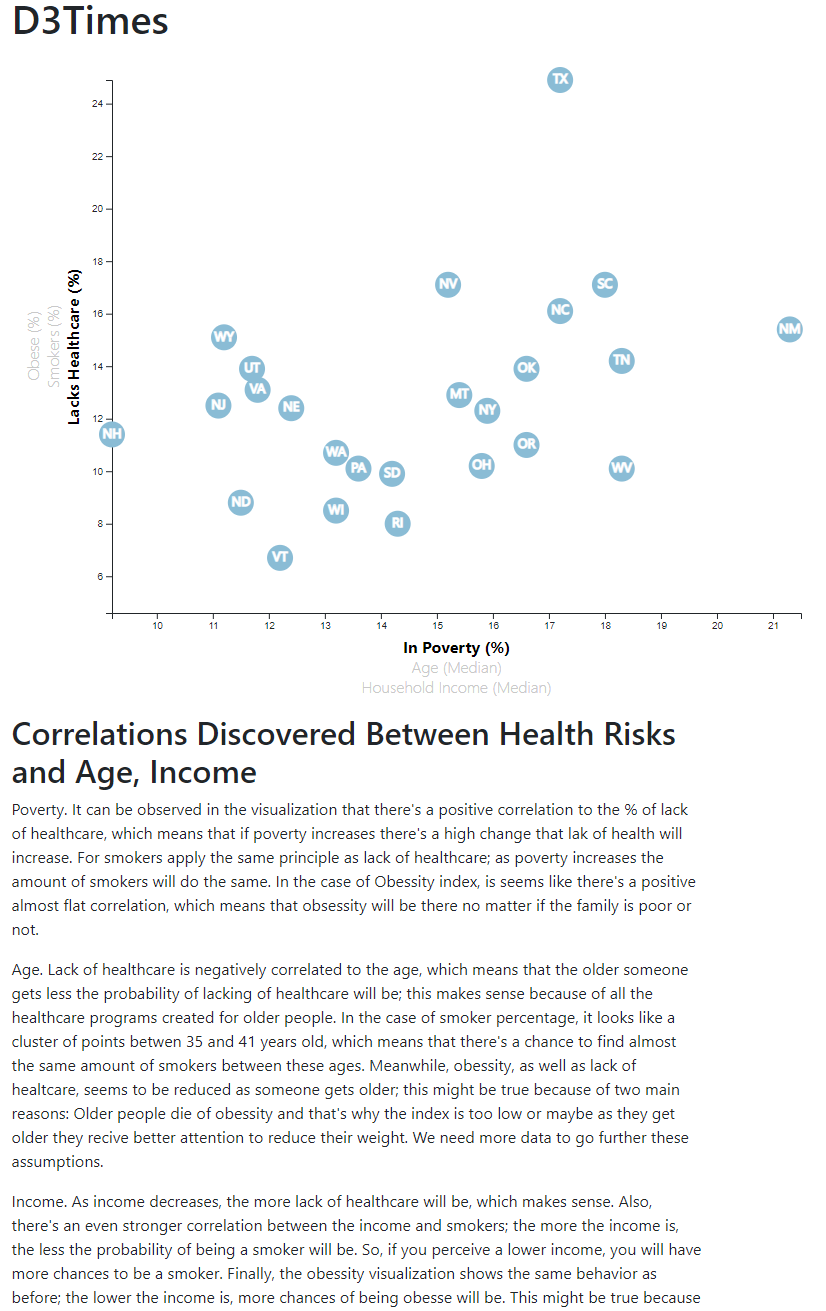 D3Times
TX
24
22
20
18
NV
SC
16
NC
NM
WY
TN
14
UT
OK
VA
MT
NJ
NE
NY
12
NH
OR
WA
PA
OH
WV
10
SD
ND
WI
8
RI
VT
6
Obese (%)
Smokers (%)
Lacks Healthcare (%)
10 11 12 13 14 15 16 17 18 19 20 21
In Poverty (%)
Age (Median)
Household Income (Median)
Correlations Discovered Between Health Risks
and Age, Income
Poverty. It can be observed in the visualization that there's a positive correlation to the % of lack
of healthcare, which means that if poverty increases there's a high change that lak of health will
increase. For smokers apply the same principle as lack of healthcare; as poverty increases the
amount of smokers will do the same. In the case of Obessity index, is seems like there's a positive
almost flat correlation, which means that obsessity will be there no matter if the family is poor or
not.
Age. Lack of healthcare is negatively correlated to the age, which means that the older someone
gets less the probability of lacking of healthcare will be; this makes sense because of all the
healthcare programs created for older people. In the case of smoker percentage, it looks like a
cluster of points betwen 35 and 41 years old, which means that there's a chance to find almost
the same amount of smokers between these ages. Meanwhile, obessity, as well as lack of
healtcare, seems to be reduced as someone gets older; this might be true because of two main
reasons: Older people die of obessity and that's why the index is too low or maybe as they get
older they recive better attention to reduce their weight. We need more data to go further these
assumptions.
Income. As income decreases, the more lack of healthcare will be, which makes sense. Also,
there's an even stronger correlation between the income and smokers; the more the income is,
the less the probability of being a smoker will be. So, if you perceive a lower income, you will have
more chances to be a smoker. Finally, the obessity visualization shows the same behavior as
before; the lower the income is, more chances of being obesse will be. This might be true because